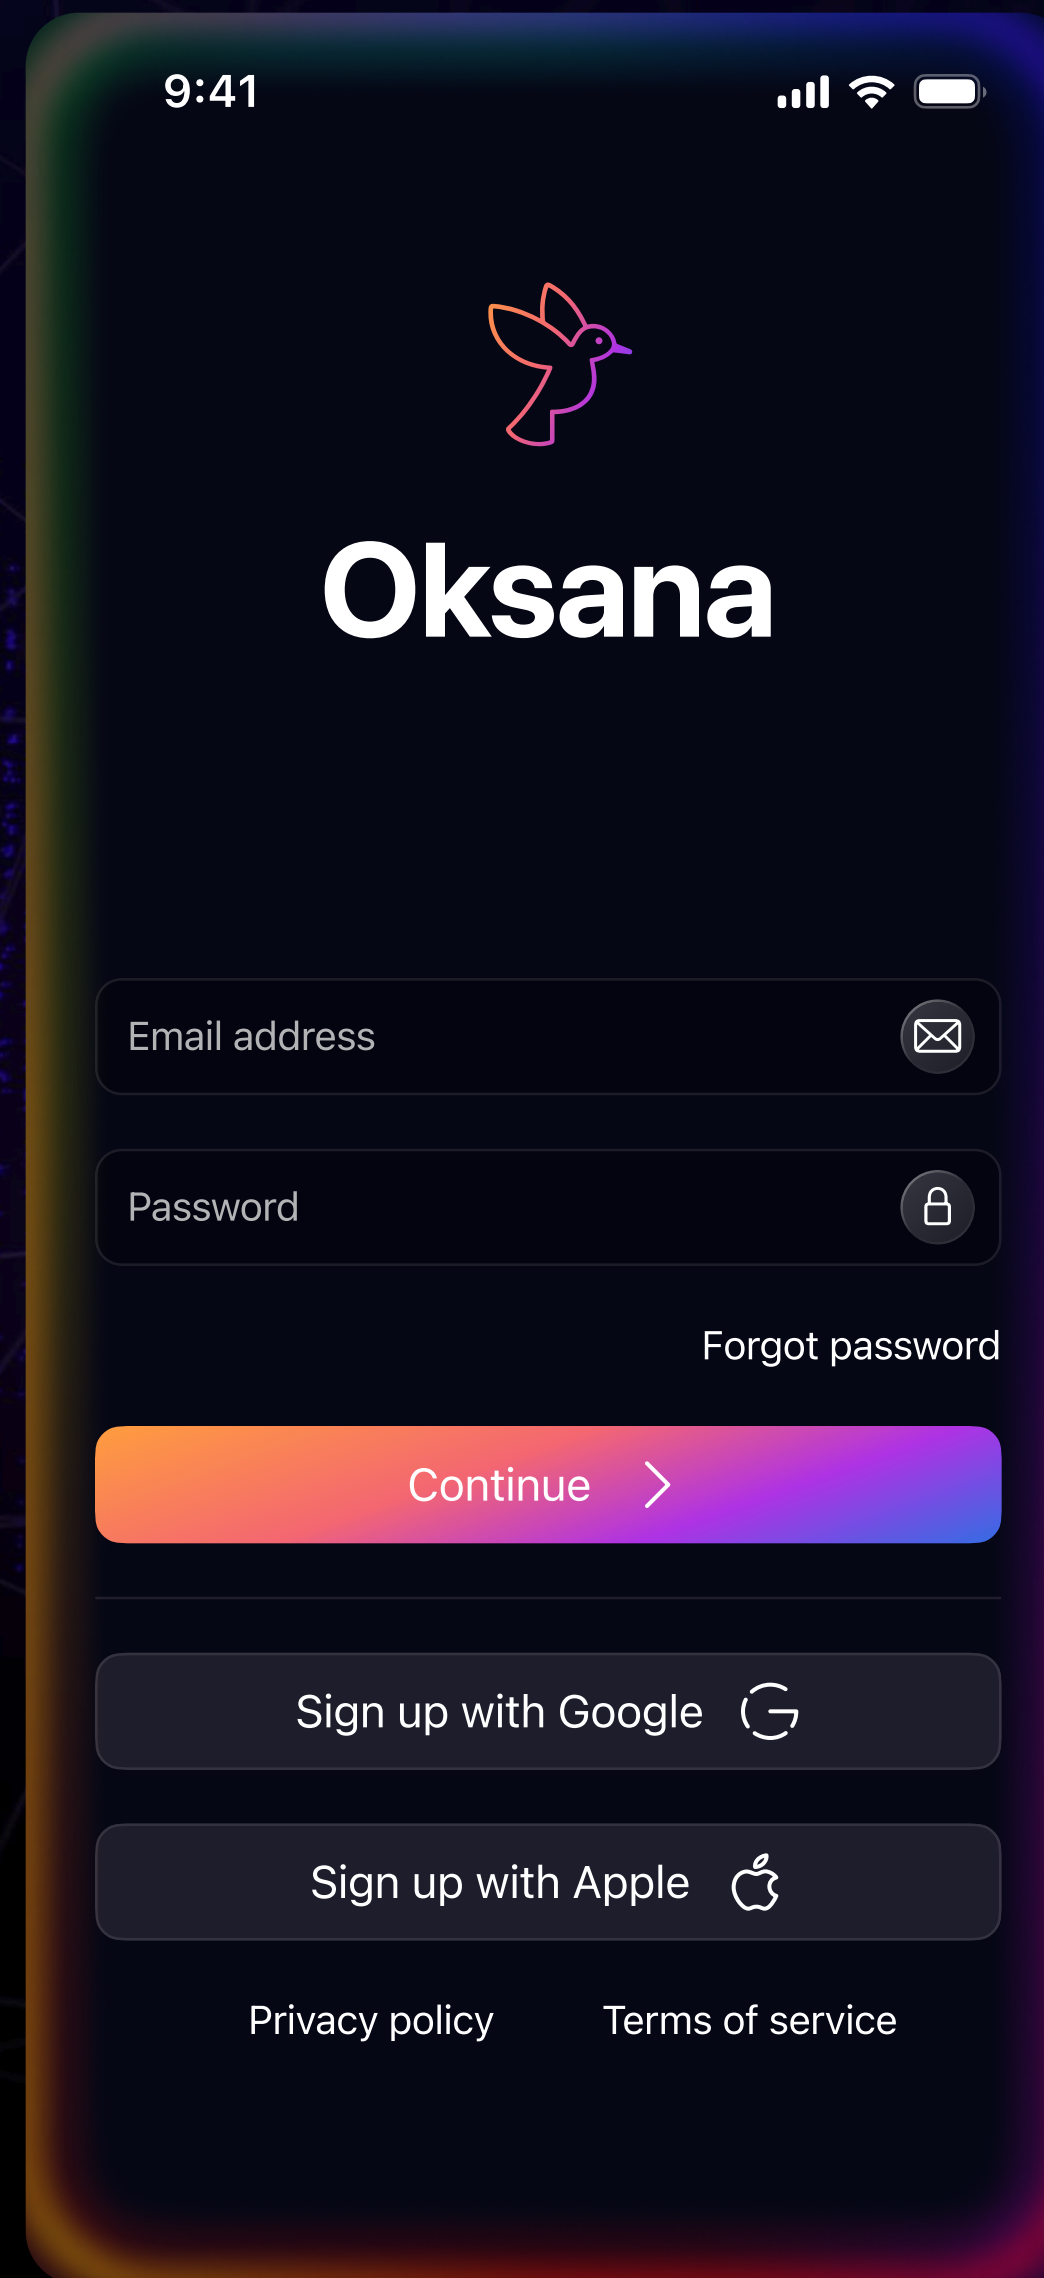 9:41
Oksana
Email address
Password
Forgot password
Continue
Sign up with Google
Sign up with Apple
Privacy policy
Terms of service